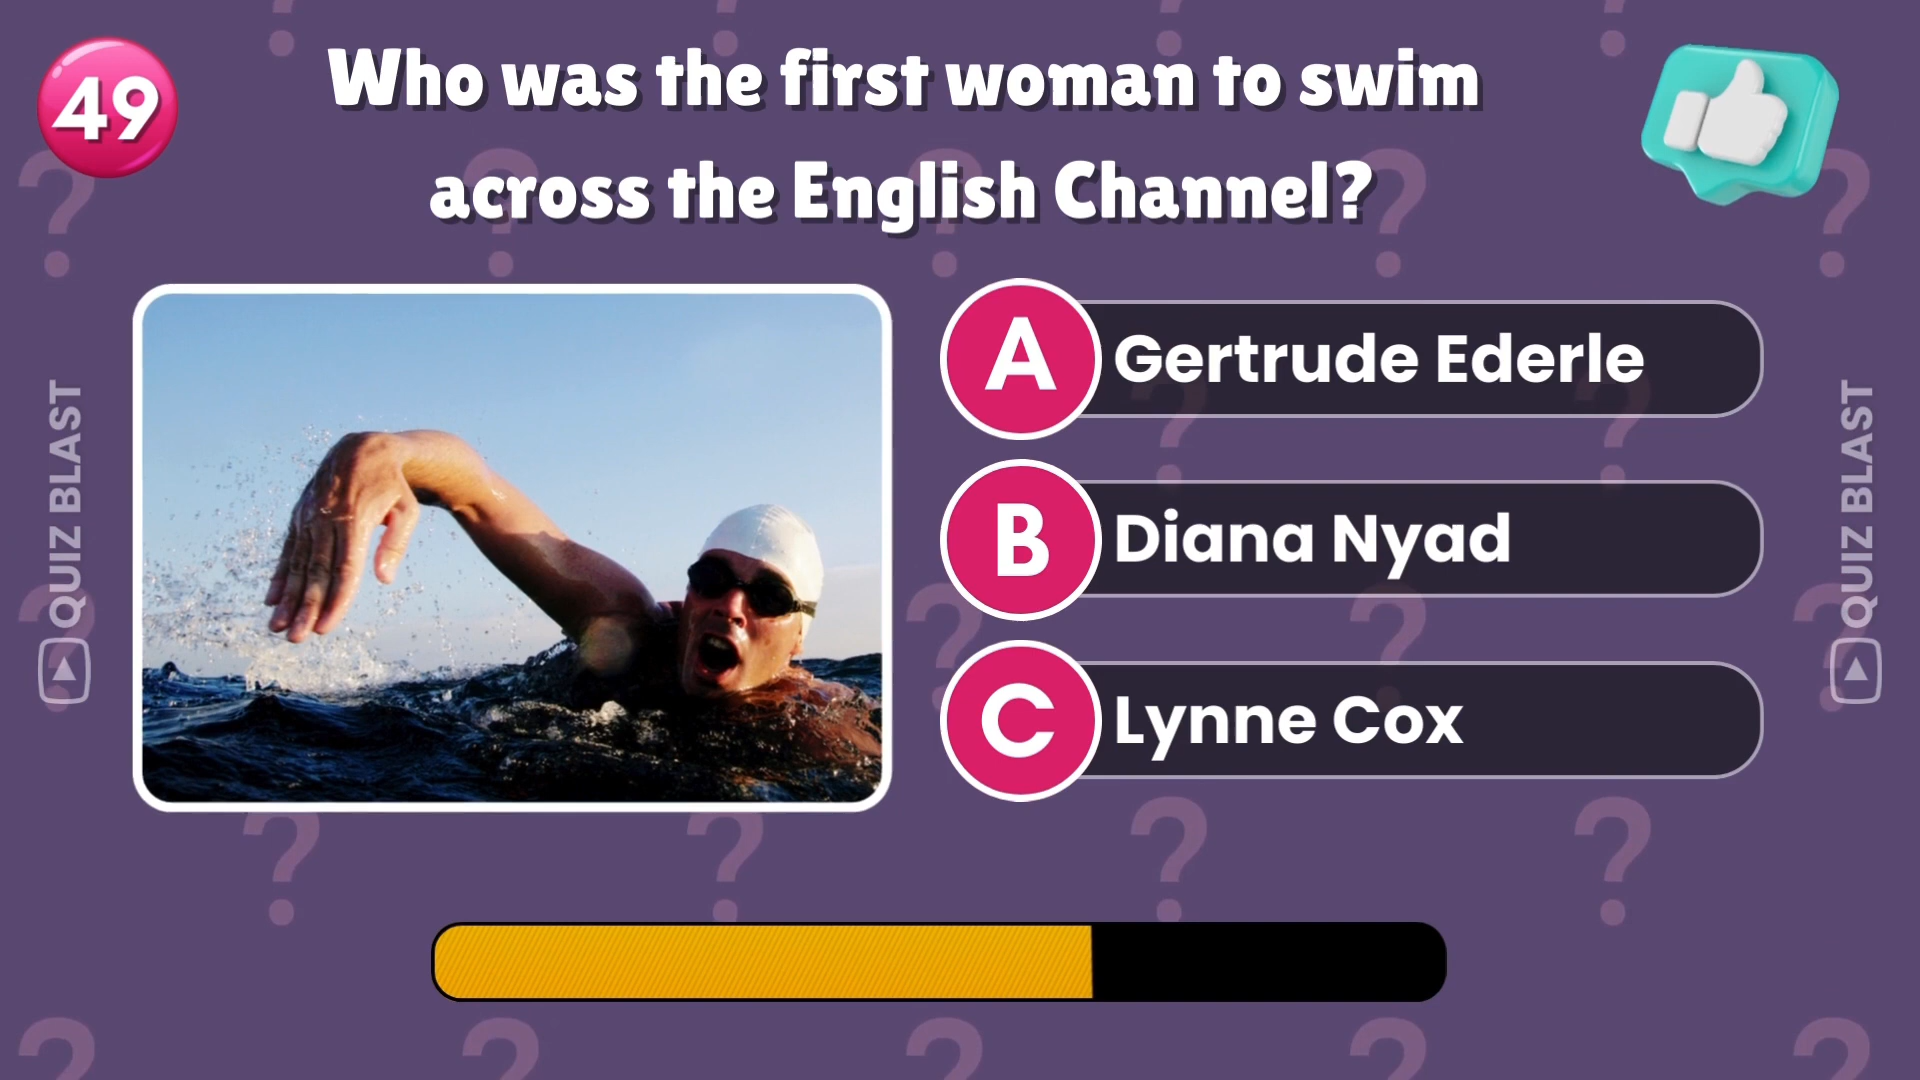 49
Who was the first woman to swim
across the English Channel?
A Gertrude Ederle
B Diana Nyad
C Lynne Cox
QUIZ BLAST
QUIZ BLAST